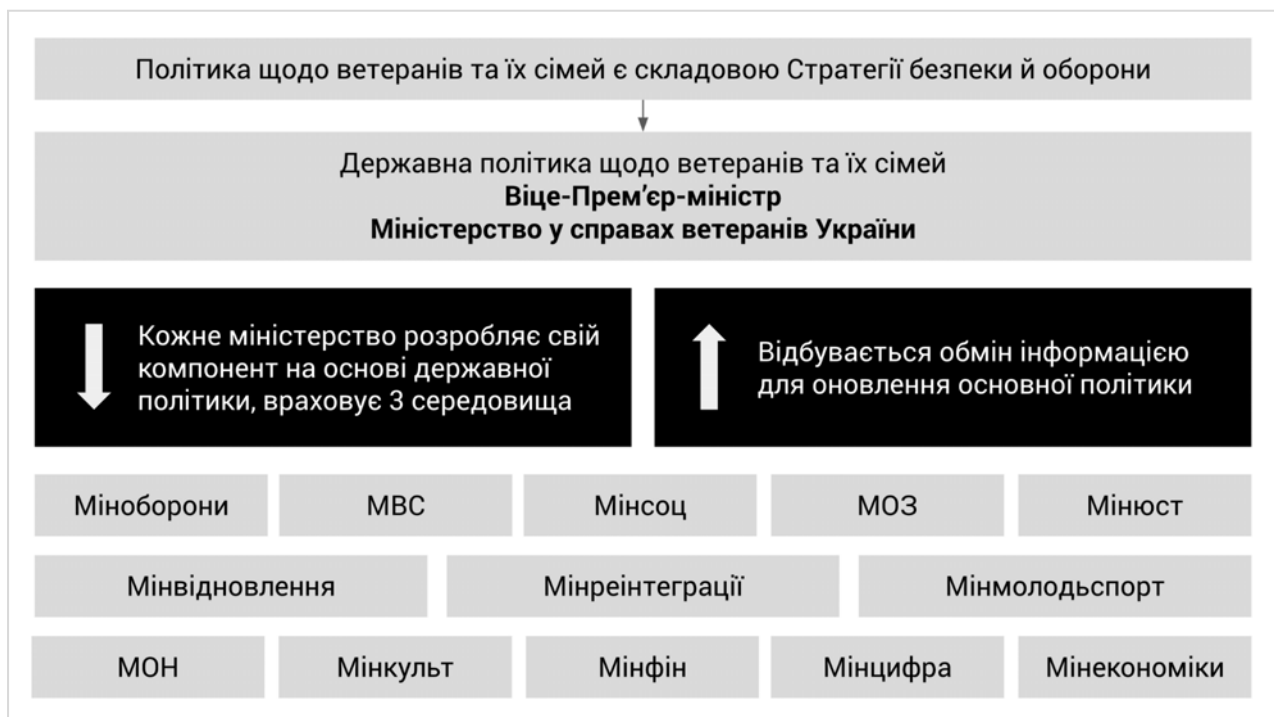 Політика щодо ветеранів та їх сімей є складовою Стратегії безпеки й оборони
Державна політика щодо ветеранів та їх сімей
Віце-Прем’єр-міністр
Міністерство у справах ветеранів України
Кожне міністерство розробляє свій
компонент на основі державної
політики, враховує 3 середовища
Відбувається обмін інформацією
для оновлення основної політики
Міноборони
МВС
Мінсоц
МОЗ
Мінюст
Мінвідновлення
Мінреінтеграції
Мінмолодьспорт
МОН
Мінкульт
Мінфін
Мінцифра
Мінекономіки